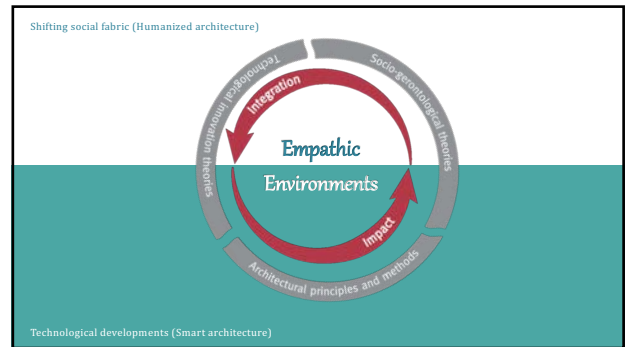 Shifting social fabric (Humanized architecture)
Technological innovation theories
Socio-gerontological theories
Integration
Empathic
Environments
Impact
Architectural principles and methods
Technological developments (Smart architecture)